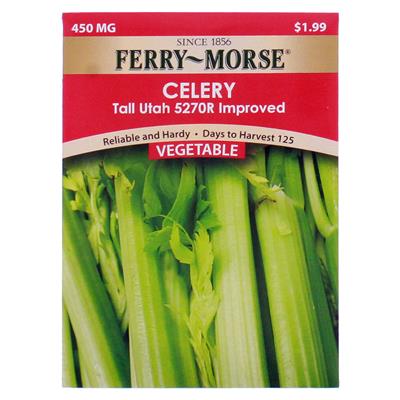 450 MG
$1.99
SINCE 1856
FERRY~MORSE®
CELERY
Tall Utah 5270R Improved
Reliable and Hardy • Days to Harvest 125
VEGETABLE